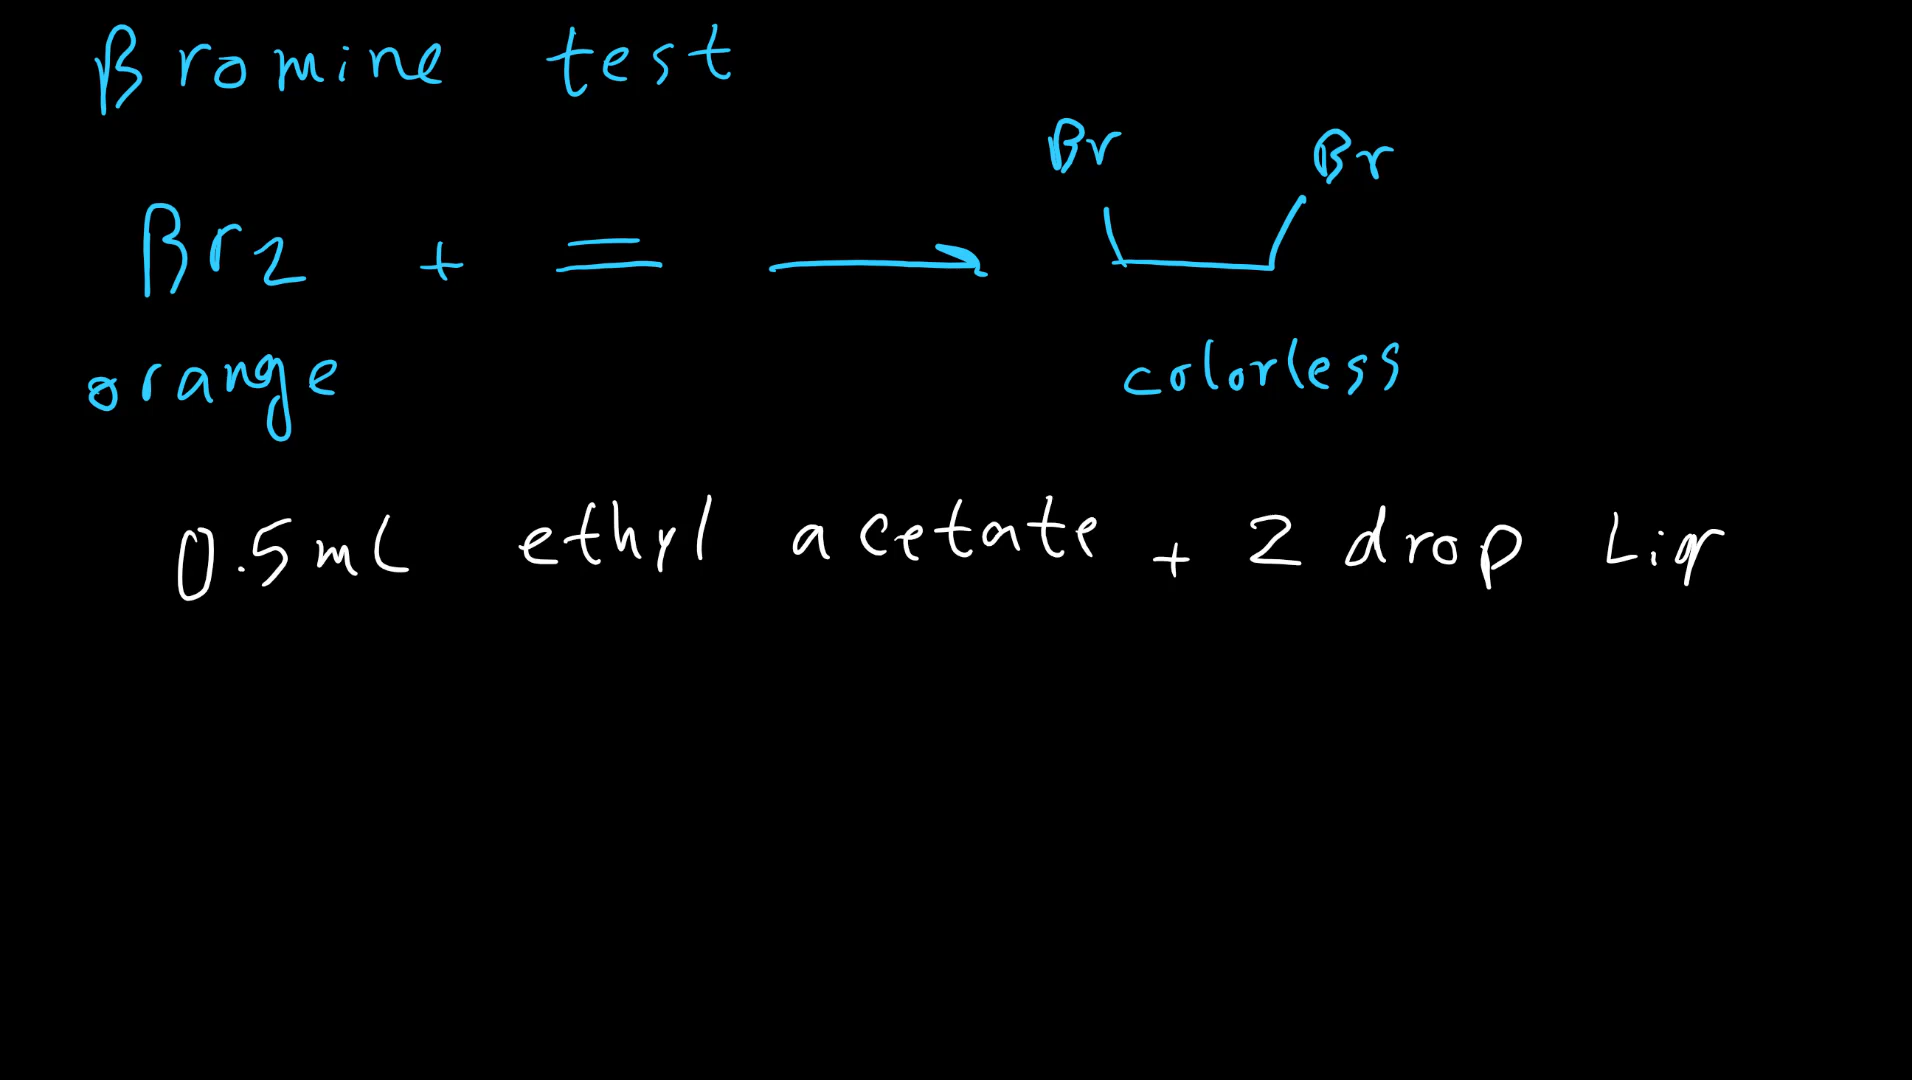 Bromine test
Br Br
Br2 + = →
orange colorless
0.5mL ethyl acetate + 2 drop Liq